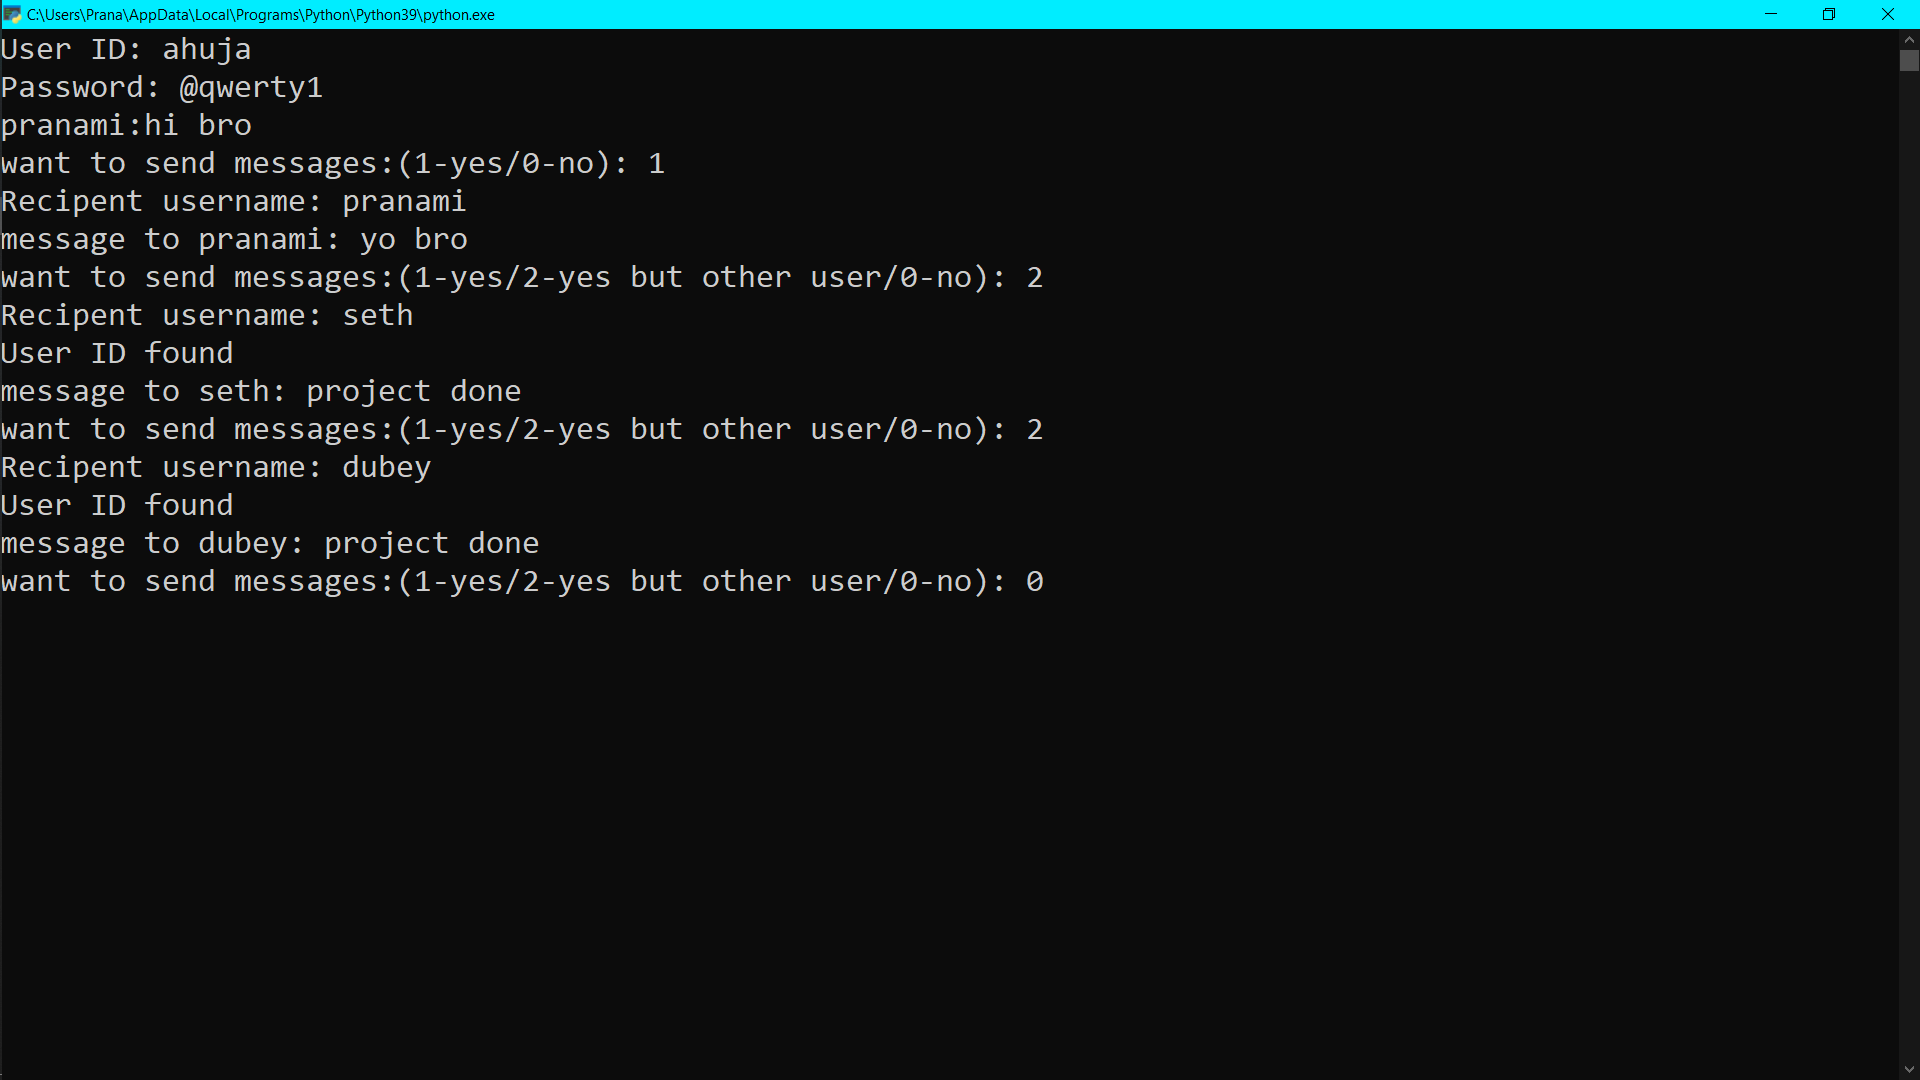 C:\Users\Prana\AppData\Local\Programs\Python\Python39\python.exe
User ID: ahuja
Password: @qwerty1
pranami:hi bro
want to send messages:(1-yes/0-no): 1
Recipent username: pranami
message to pranami: yo bro
want to send messages:(1-yes/2-yes but other user/0-no): 2
Recipent username: seth
User ID found
message to seth: project done
want to send messages:(1-yes/2-yes but other user/0-no): 2
Recipent username: dubey
User ID found
message to dubey: project done
want to send messages:(1-yes/2-yes but other user/0-no): 0